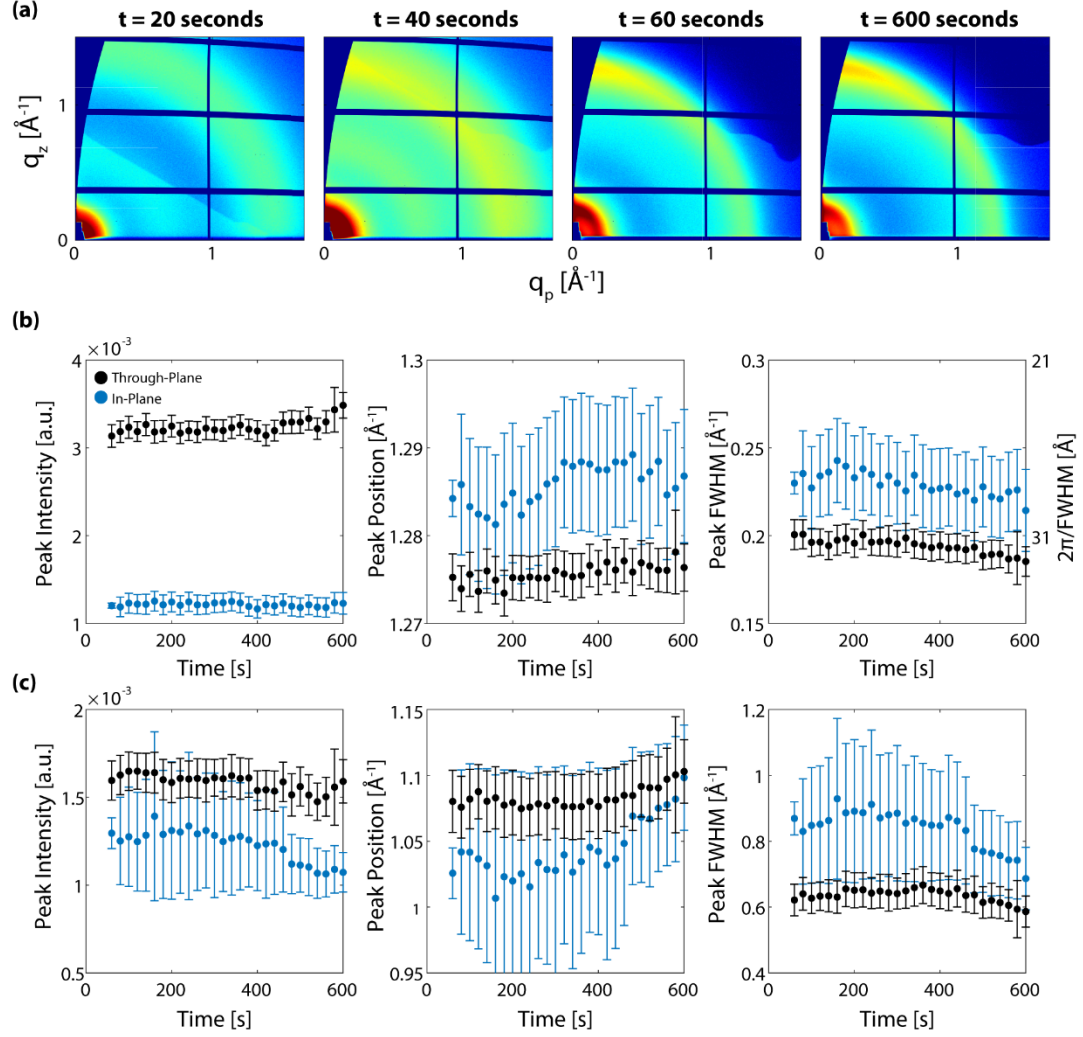 (a)
t = 20 seconds t = 40 seconds t = 60 seconds t = 600 seconds
q_z [Å⁻¹]
1
0
0 1 0 1 0 1 0 1
q_p [Å⁻¹]
(b)
×10⁻³
Through-Plane
In-Plane
Peak Intensity [a.u.]
4
3
2
1
0 200 400 600
Time [s]
Peak Position [Å⁻¹]
1.3
1.29
1.28
1.27
0 200 400 600
Time [s]
Peak FWHM [Å⁻¹]
0.3
0.25
0.2
0.15
21
31
2π/FWHM [Å]
0 200 400 600
Time [s]
(c)
×10⁻³
Peak Intensity [a.u.]
2
1.5
1
0.5
0 200 400 600
Time [s]
Peak Position [Å⁻¹]
1.15
1.1
1.05
1
0.95
0 200 400 600
Time [s]
Peak FWHM [Å⁻¹]
1.2
1
0.8
0.6
0.4
0 200 400 600
Time [s]